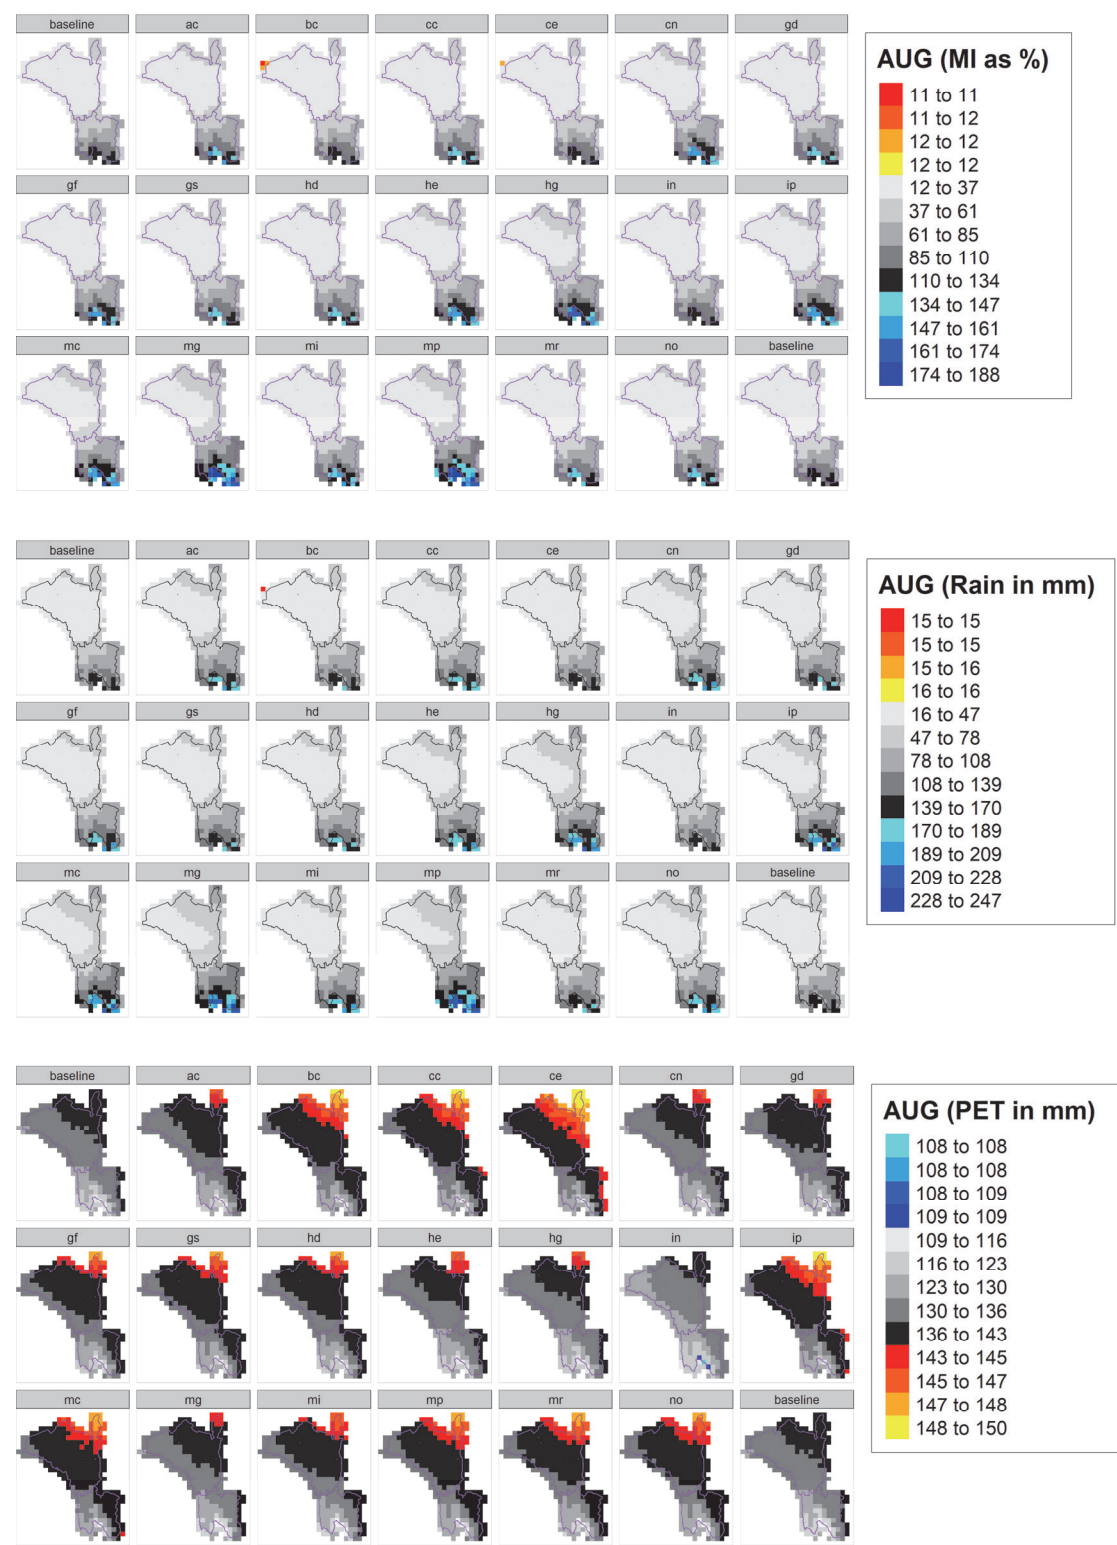 baseline ac bc cc ce cn gd
gf gs hd he hg in ip
mc mg mi mp mr no baseline
AUG (MI as %)
11 to 11
11 to 12
12 to 12
12 to 12
12 to 37
37 to 61
61 to 85
85 to 110
110 to 134
134 to 147
147 to 161
161 to 174
174 to 188
baseline ac bc cc ce cn gd
gf gs hd he hg in ip
mc mg mi mp mr no baseline
AUG (Rain in mm)
15 to 15
15 to 15
15 to 16
16 to 16
16 to 47
47 to 78
78 to 108
108 to 139
139 to 170
170 to 189
189 to 209
209 to 228
228 to 247
baseline ac bc cc ce cn gd
gf gs hd he hg in ip
mc mg mi mp mr no baseline
AUG (PET in mm)
108 to 108
108 to 108
108 to 109
109 to 109
109 to 116
116 to 123
123 to 130
130 to 136
136 to 143
143 to 145
145 to 147
147 to 148
148 to 150